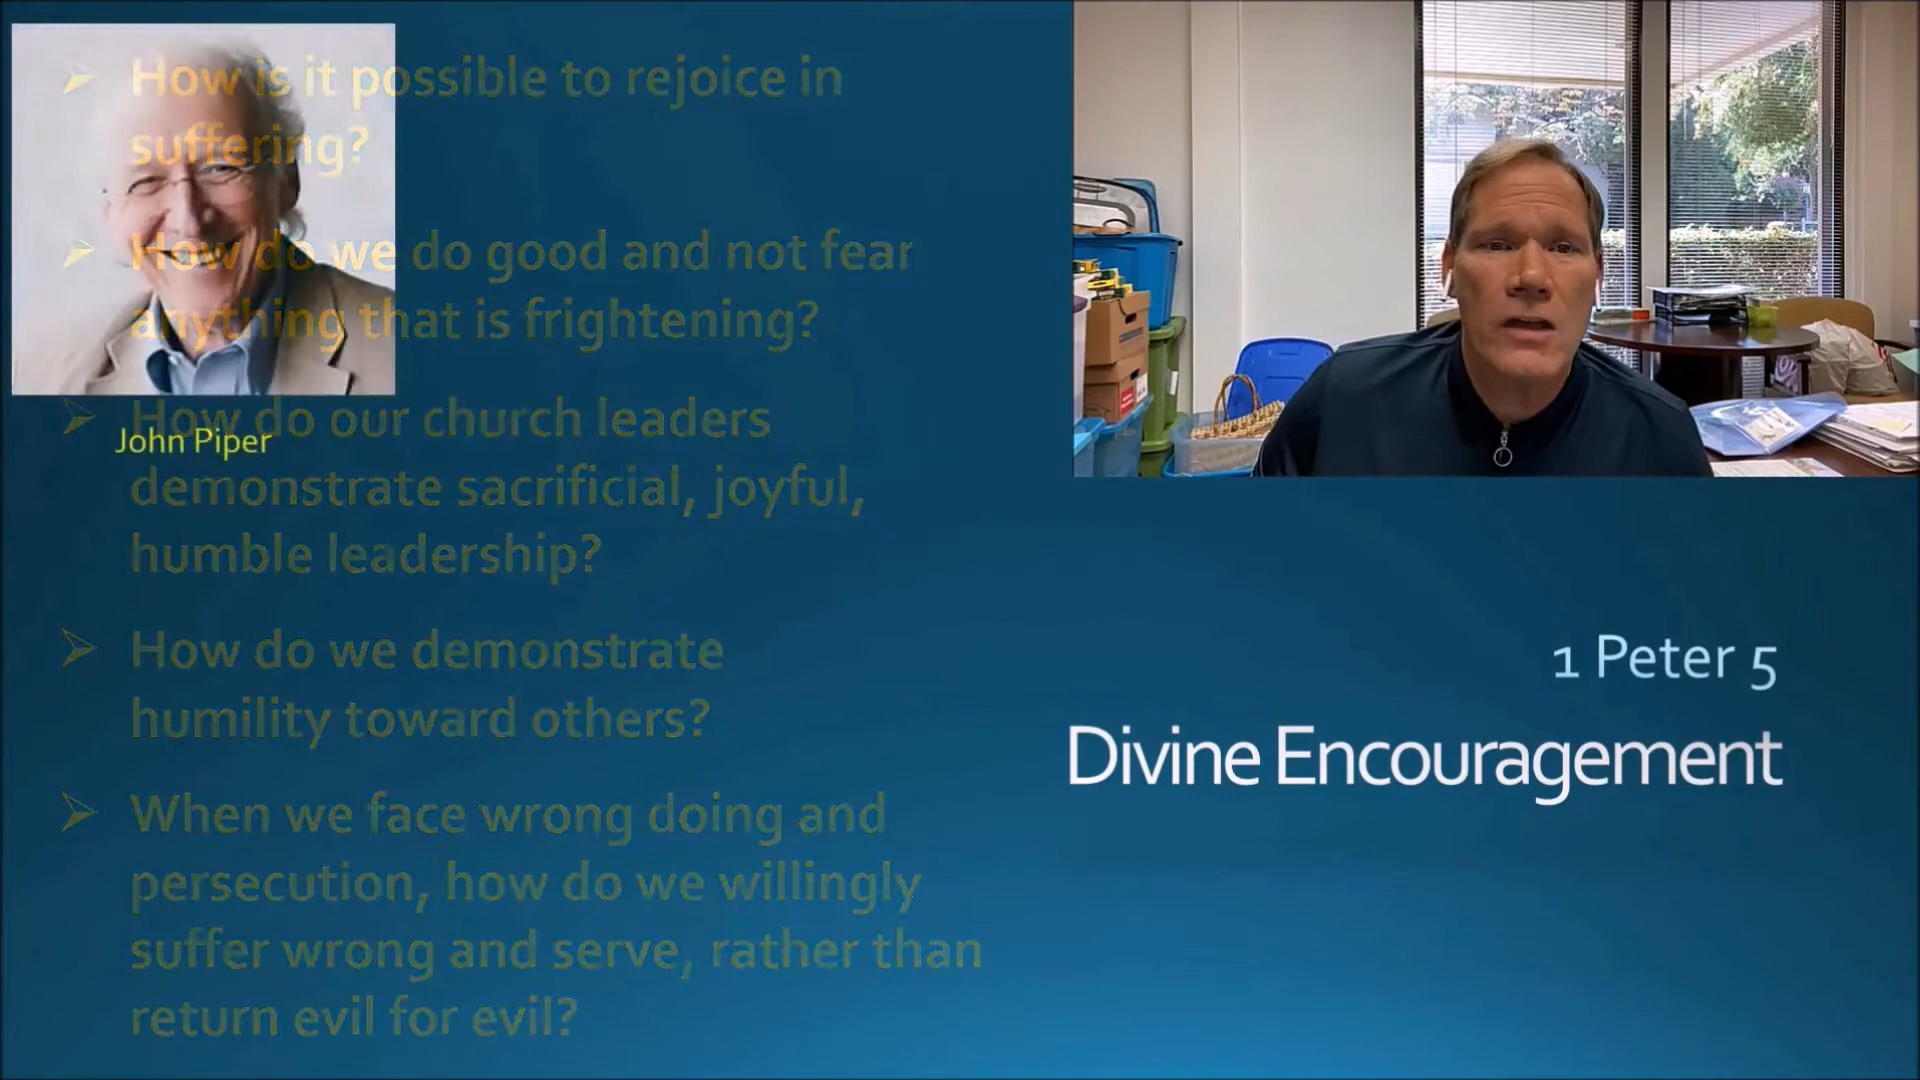 How is it possible to rejoice in
suffering?
How do we do good and not fear
anything that is frightening?
How do our church leaders
John Piper
demonstrate sacrificial, joyful,
humble leadership?
How do we demonstrate
humility toward others?
When we face wrong doing and
persecution, how do we willingly
suffer wrong and serve, rather than
return evil for evil?
1 Peter 5
Divine Encouragement